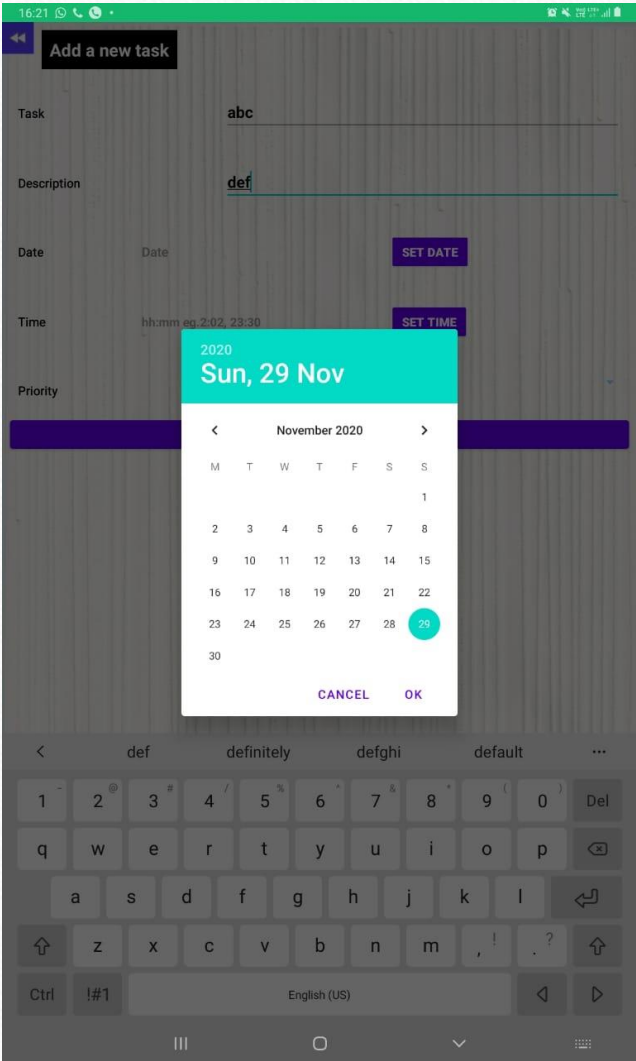 16:21
Add a new task
Task abc
Description def
Date Date SET DATE
Time hh:mm eg.2:02, 23:30 SET TIME
2020
Sun, 29 Nov
Priority
November 2020
M T W T F S S
1
2 3 4 5 6 7 8
9 10 11 12 13 14 15
16 17 18 19 20 21 22
23 24 25 26 27 28 29
30
CANCEL OK
def definitely defghi default ...
1 - 2 @ 3 # 4 / 5 % 6 ^ 7 & 8 * 9 ( 0 ) Del
q w e r t y u i o p
a s d f g h j k l
z x c v b n m , ! . ?
Ctrl !#1 English (US)